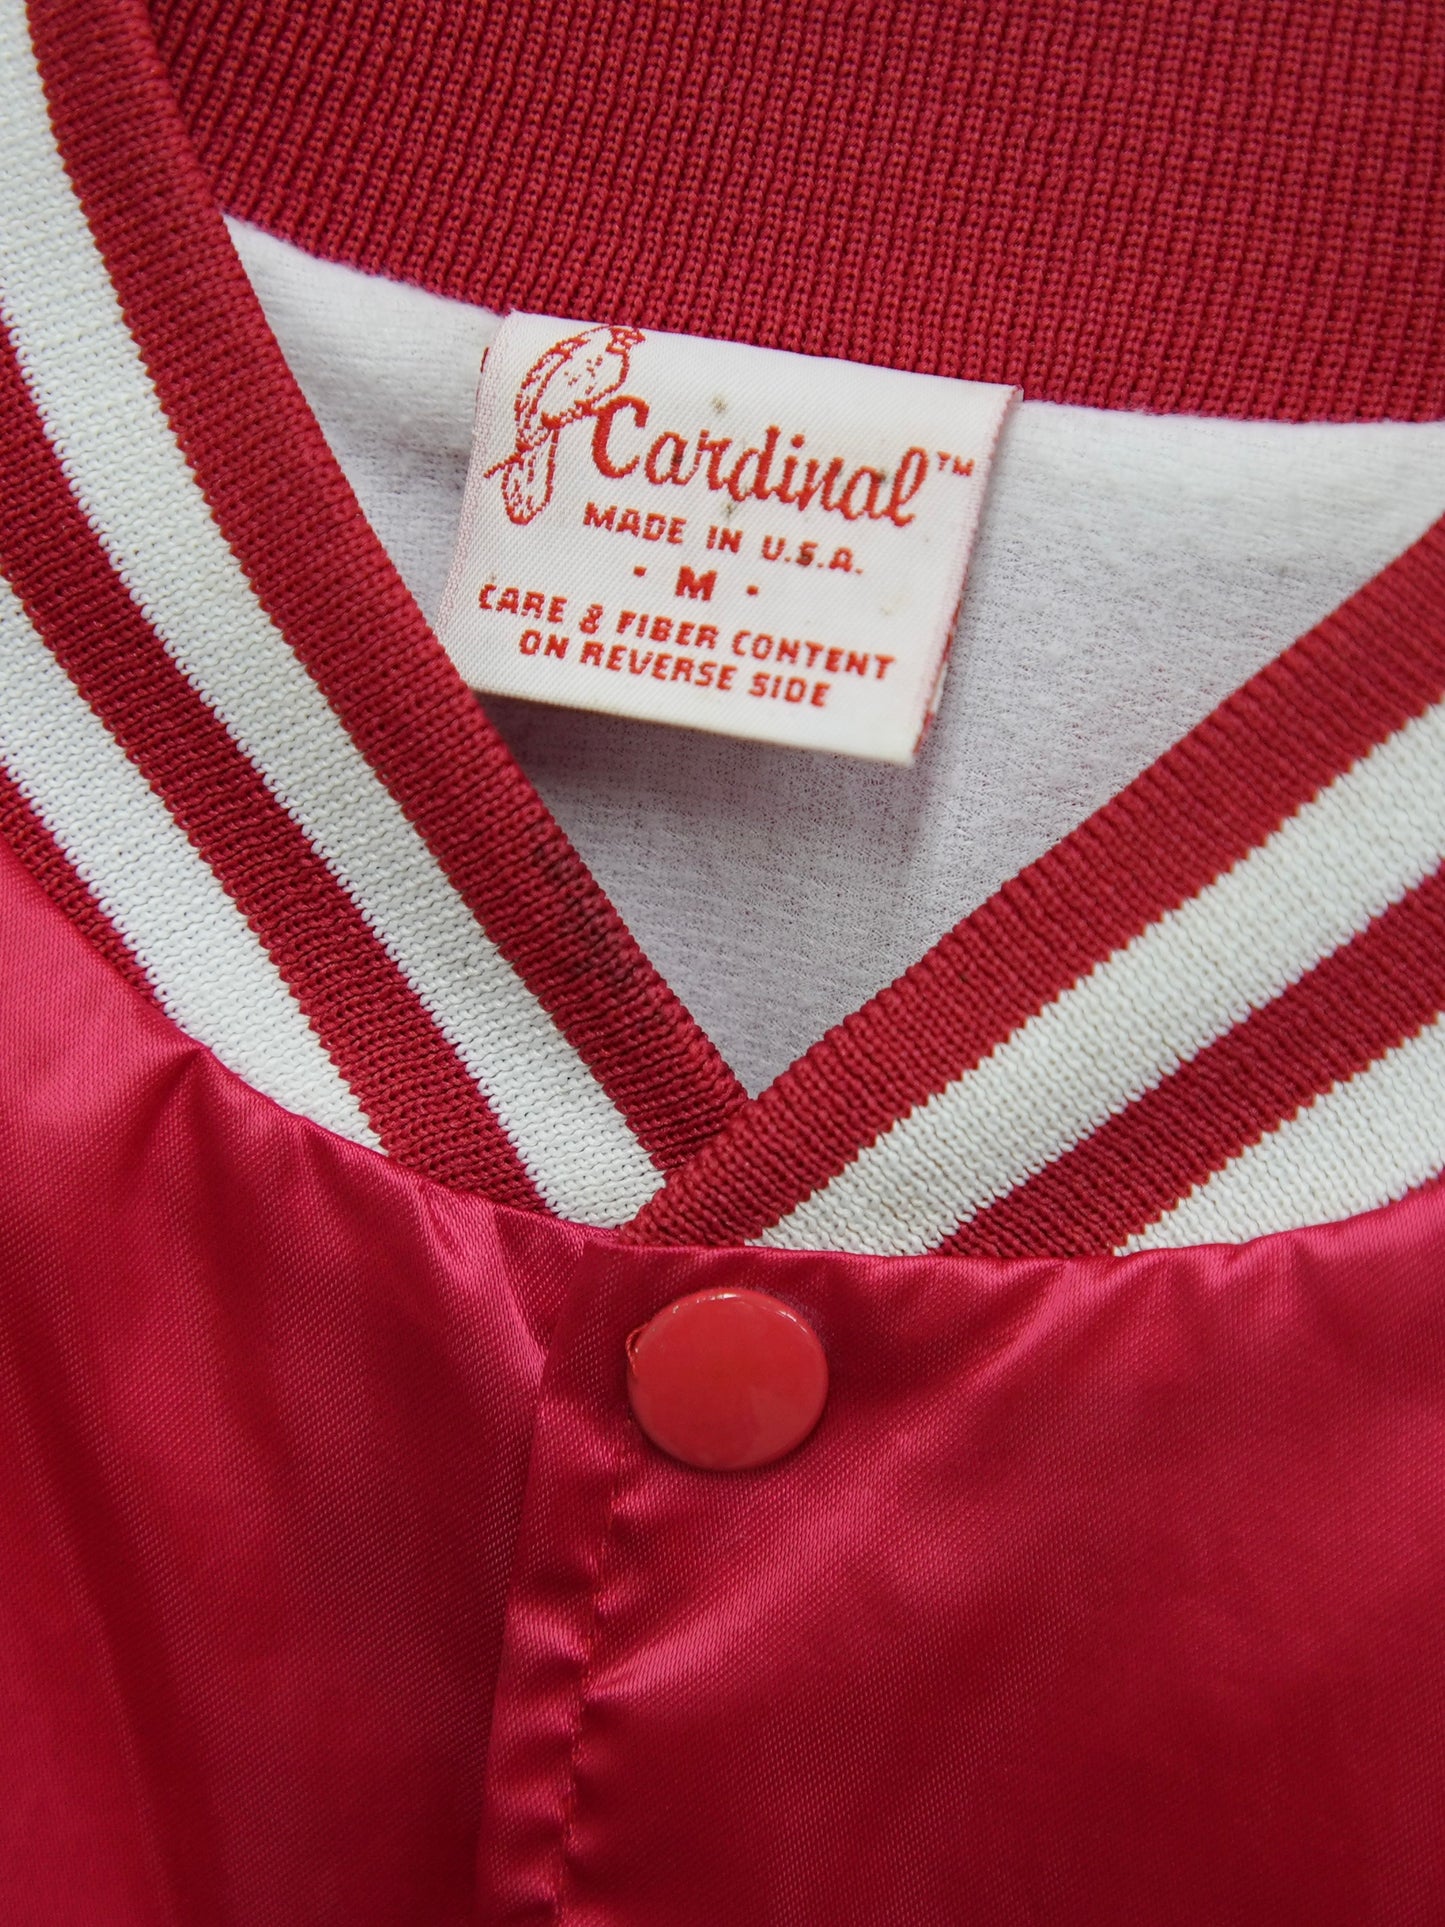 Cardinal™
MADE IN U.S.A.
· M ·
CARE & FIBER CONTENT
ON REVERSE SIDE